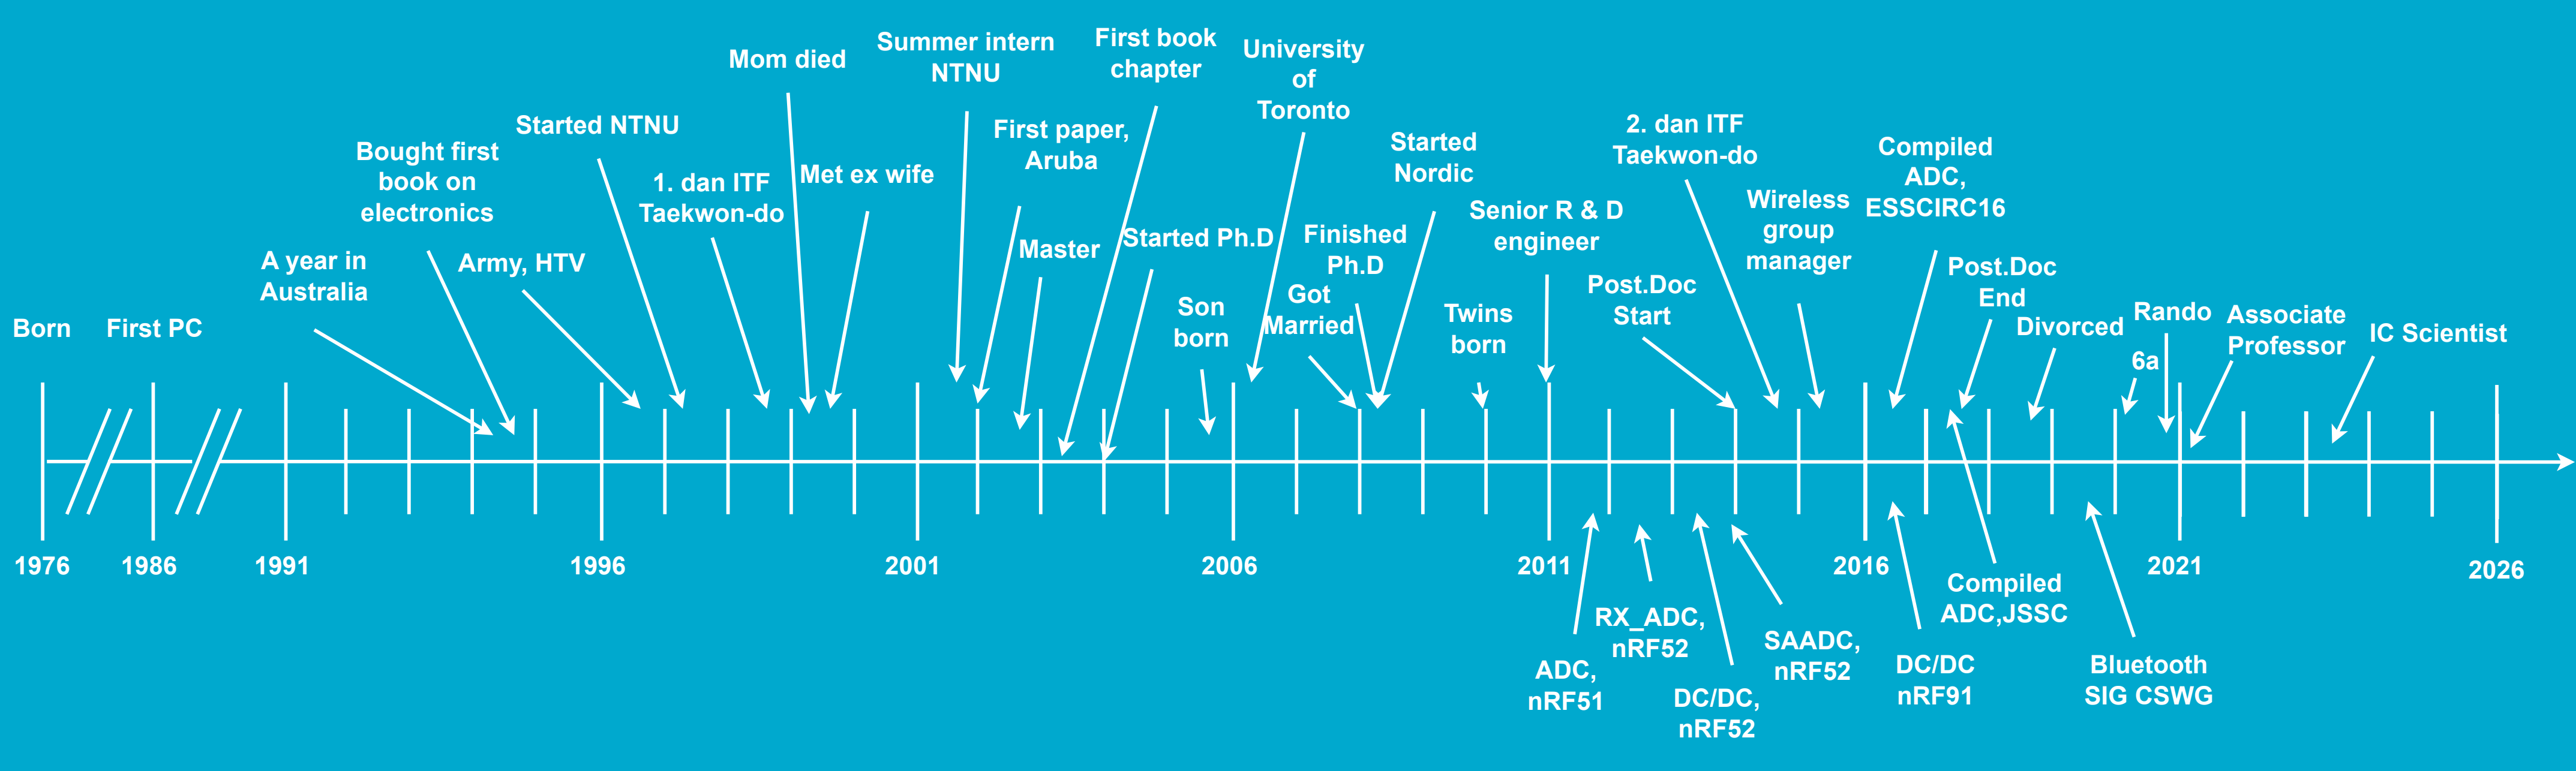 Born
First PC
A year in
Australia
Bought first
book on
electronics
Army, HTV
Started NTNU
1. dan ITF
Taekwon-do
Mom died
Met ex wife
Summer intern
NTNU
First paper,
Aruba
Master
First book
chapter
Started Ph.D
Son
born
University
of
Toronto
Got
Married
Finished
Ph.D
Started
Nordic
Twins
born
Senior R & D
engineer
Post.Doc
Start
2. dan ITF
Taekwon-do
Wireless
group
manager
Compiled
ADC,
ESSCIRC16
Post.Doc
End
Divorced
6a
Rando
Associate
Professor
IC Scientist
1976
1986
1991
1996
2001
2006
2011
2016
2021
2026
ADC,
nRF51
RX_ADC,
nRF52
DC/DC,
nRF52
SAADC,
nRF52
DC/DC
nRF91
Compiled
ADC,JSSC
Bluetooth
SIG CSWG